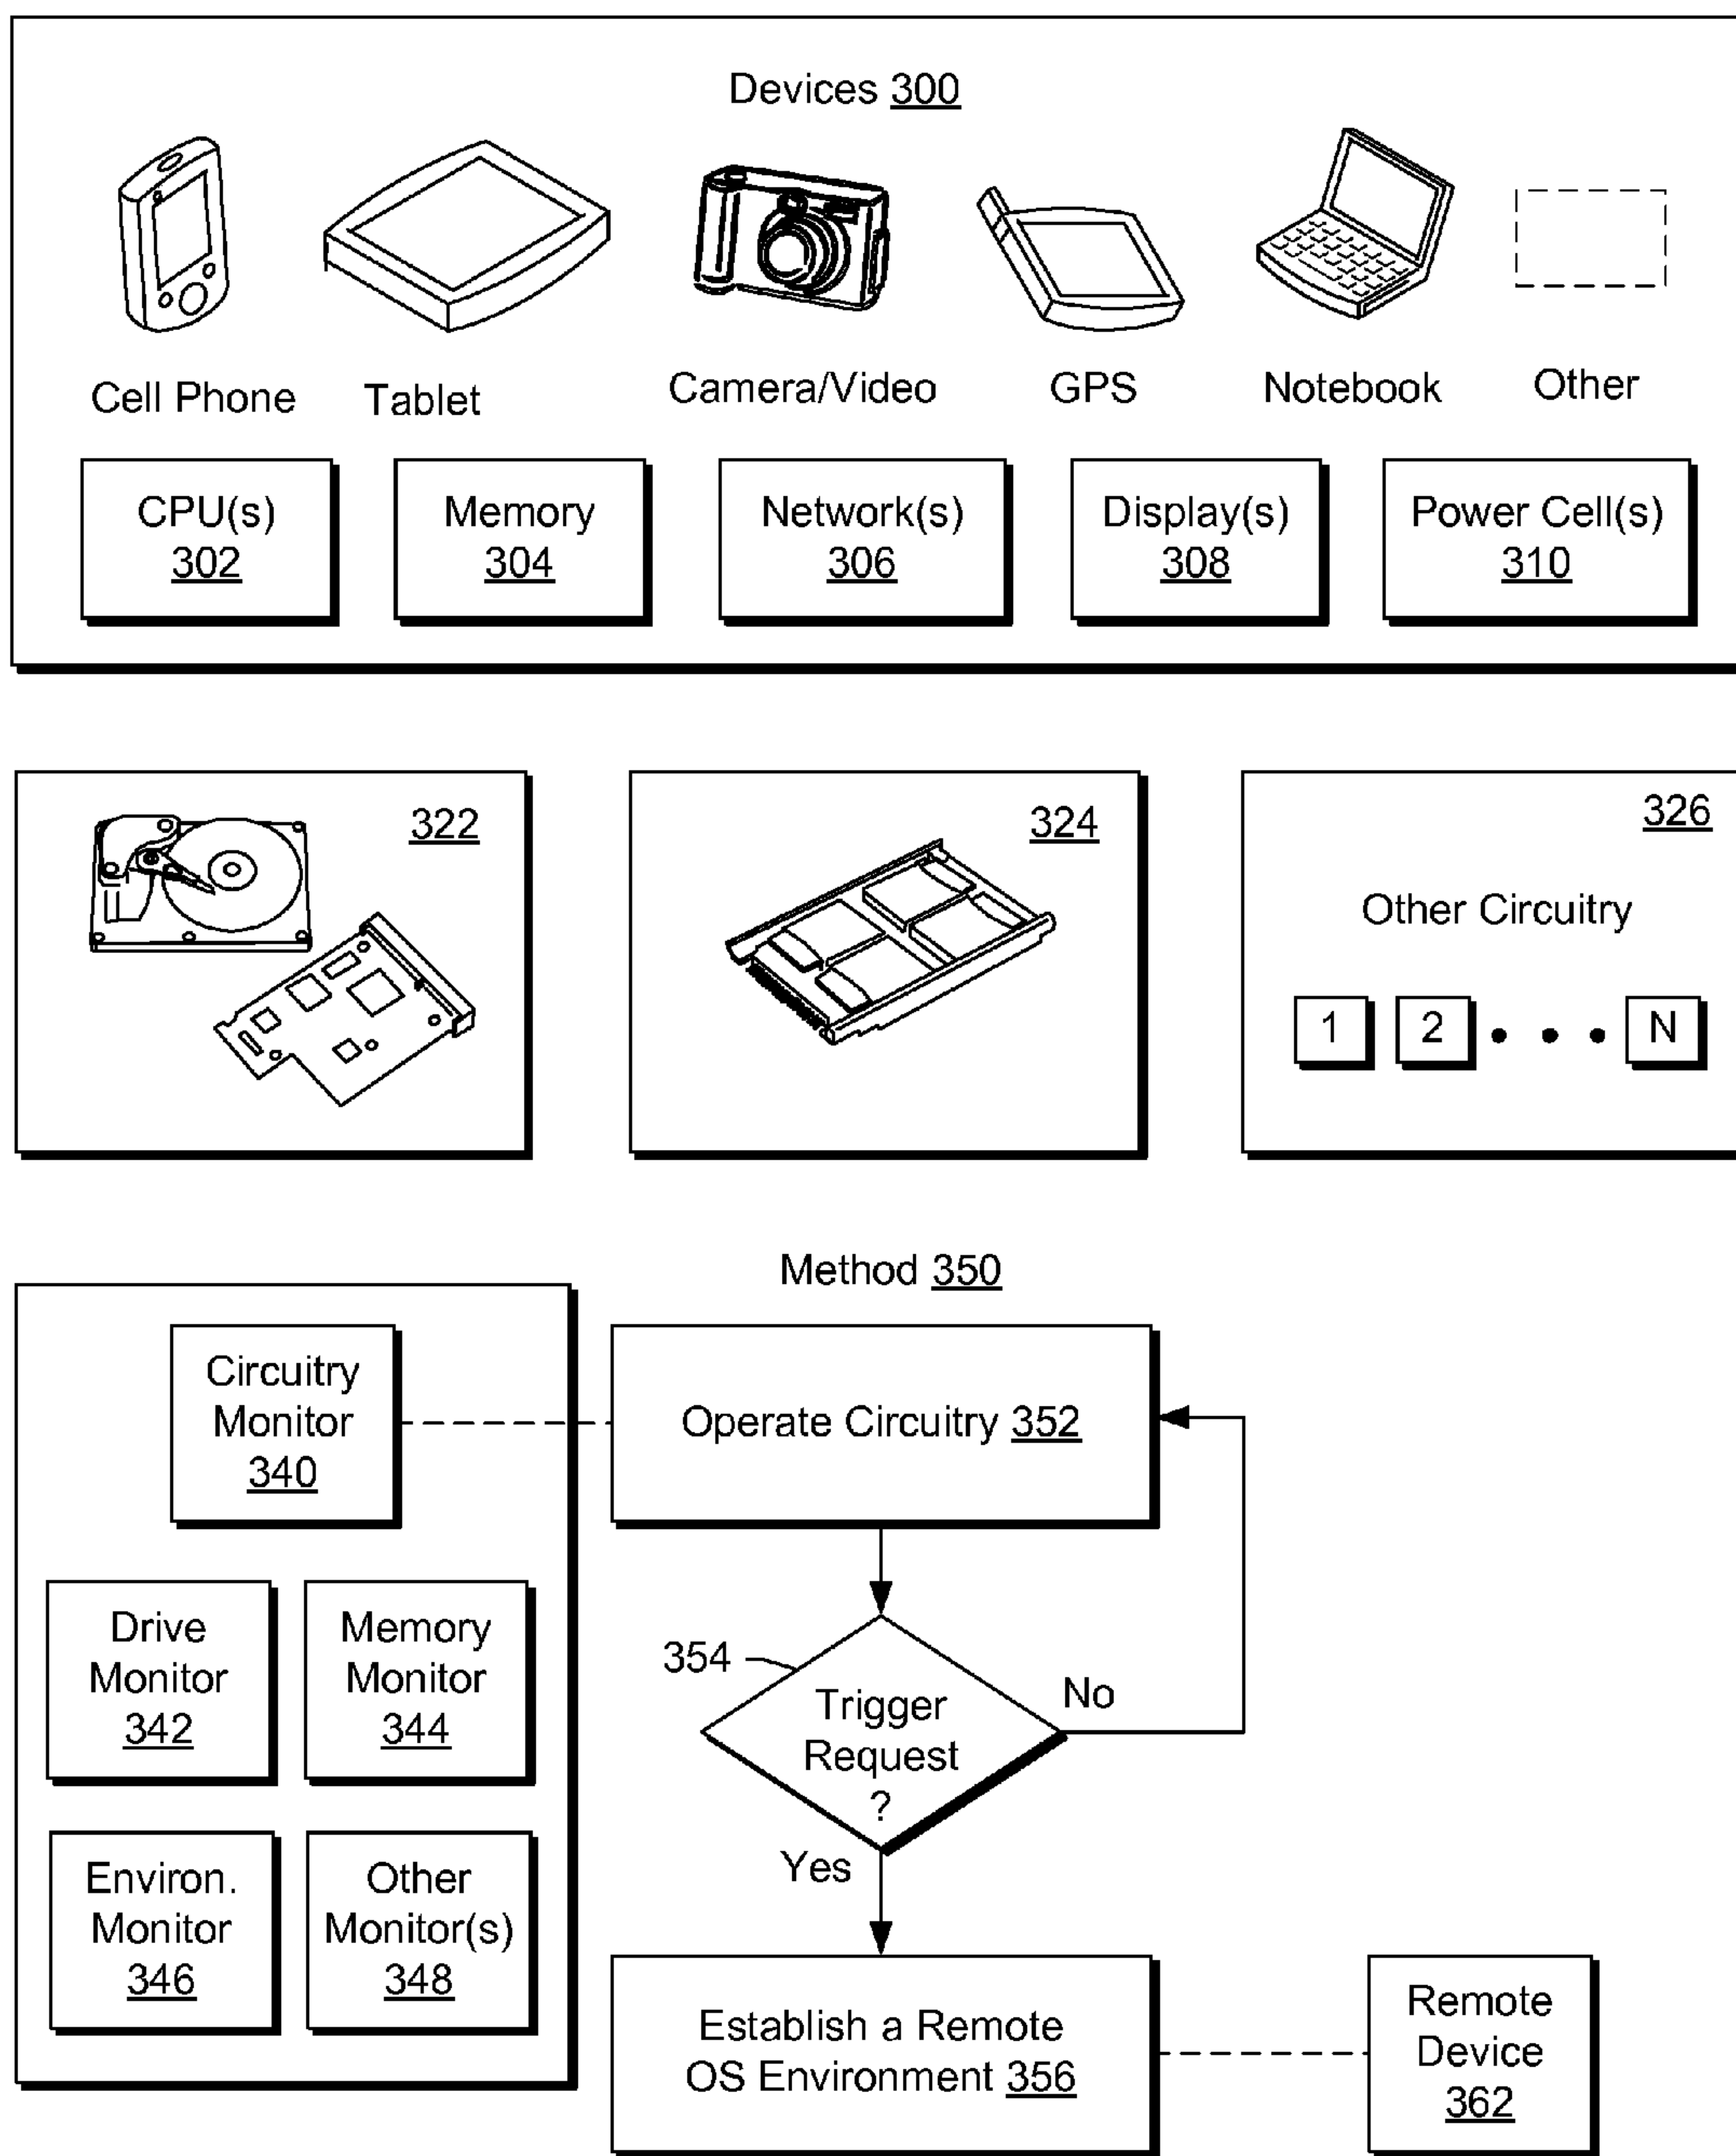 Devices 300
Cell Phone
Tablet
Camera/Video
GPS
Notebook
Other
CPU(s)
302
Memory
304
Network(s)
306
Display(s)
308
Power Cell(s)
310
322
324
326
Other Circuitry
1 2 • • • N
Method 350
Circuitry
Monitor
340
Drive
Monitor
342
Memory
Monitor
344
Environ.
Monitor
346
Other
Monitor(s)
348
Operate Circuitry 352
354
Trigger
Request
?
No
Yes
Establish a Remote
OS Environment 356
Remote
Device
362